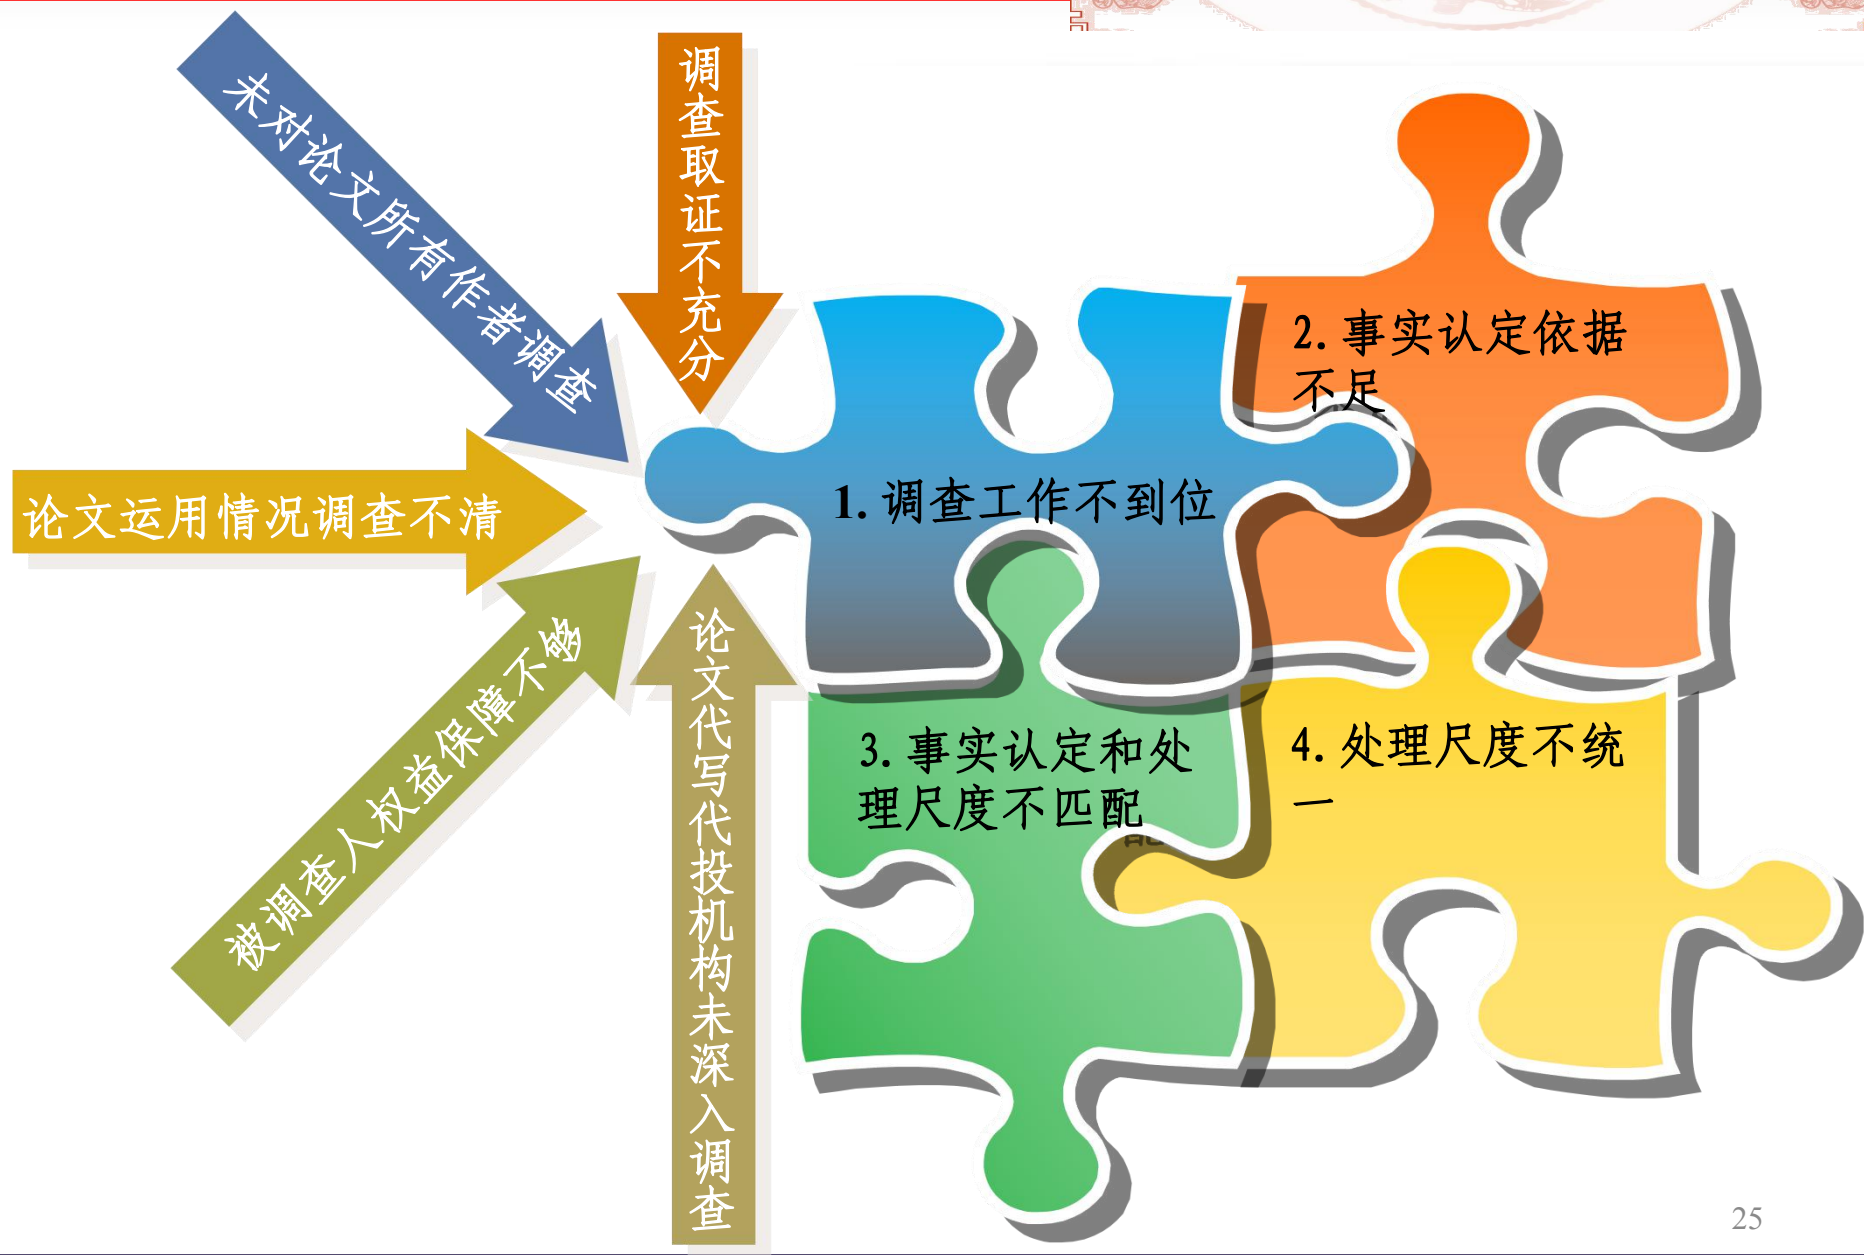 未对论文所有作者调查
调查取证不充分
论文运用情况调查不清
被调查人权益保障不够
论文代写代投机构未深入调查
1.调查工作不到位
2.事实认定依据
不足
3.事实认定和处
理尺度不匹配
4.处理尺度不统
一
25